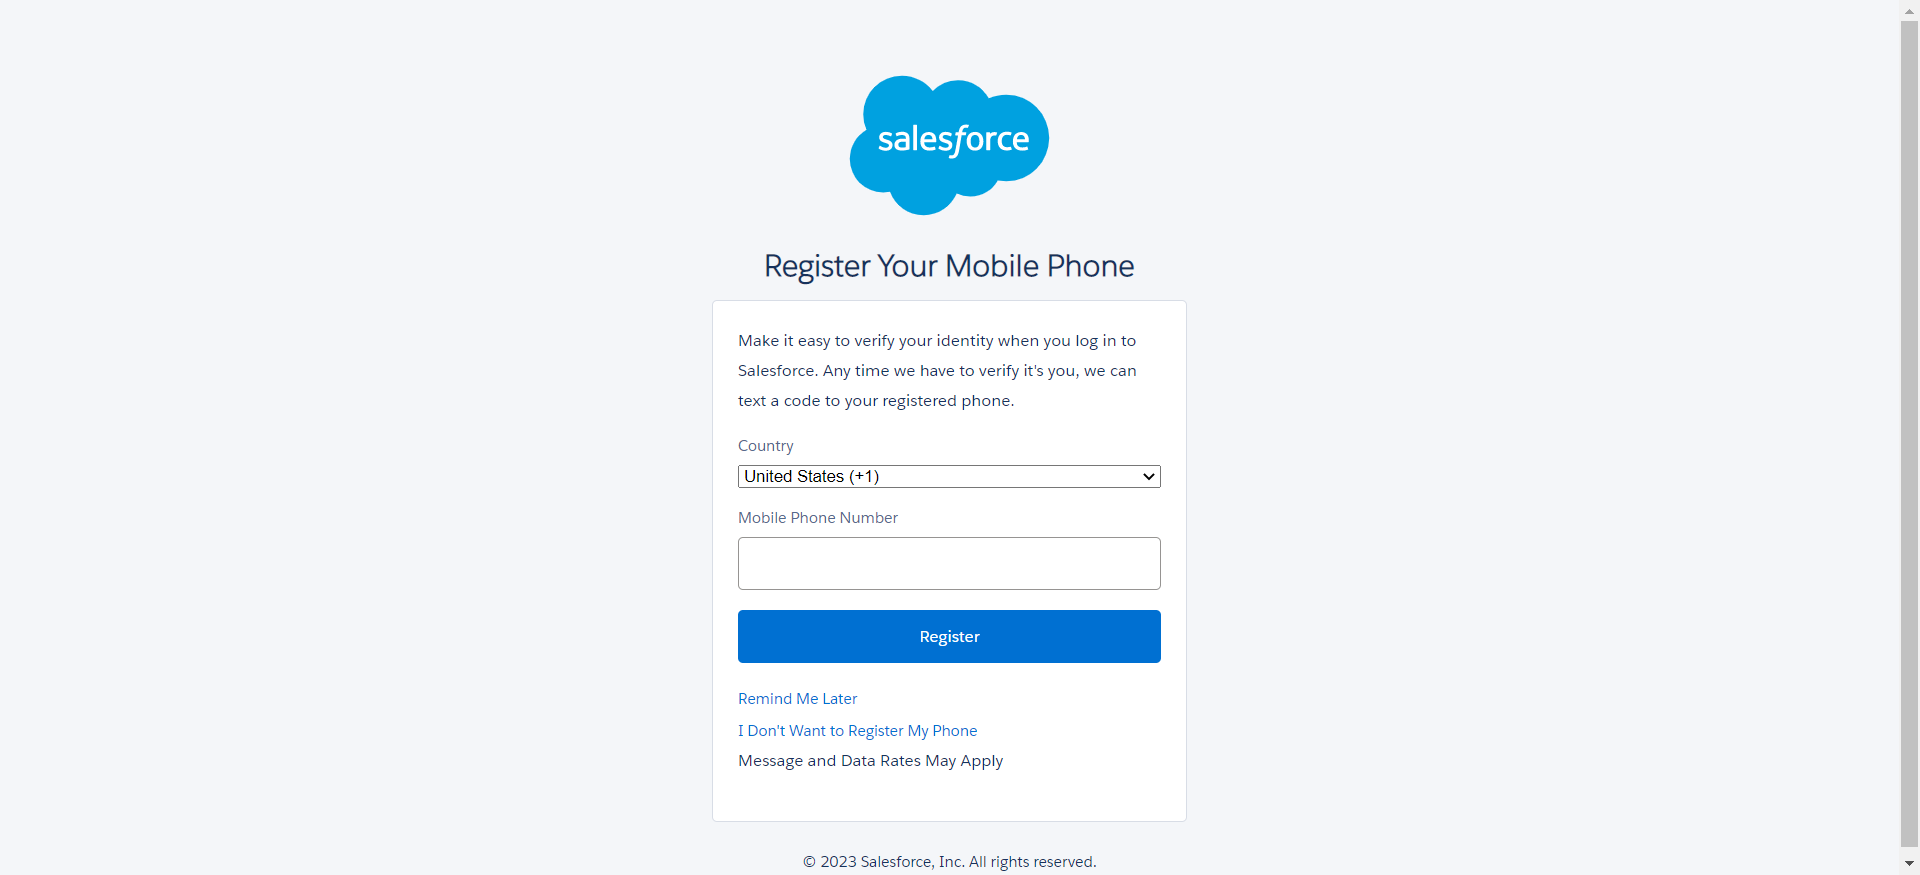 salesforce
Register Your Mobile Phone
Make it easy to verify your identity when you log in to
Salesforce. Any time we have to verify it's you, we can
text a code to your registered phone.
Country
United States (+1)
Mobile Phone Number
Register
Remind Me Later
I Don't Want to Register My Phone
Message and Data Rates May Apply
© 2023 Salesforce, Inc. All rights reserved.